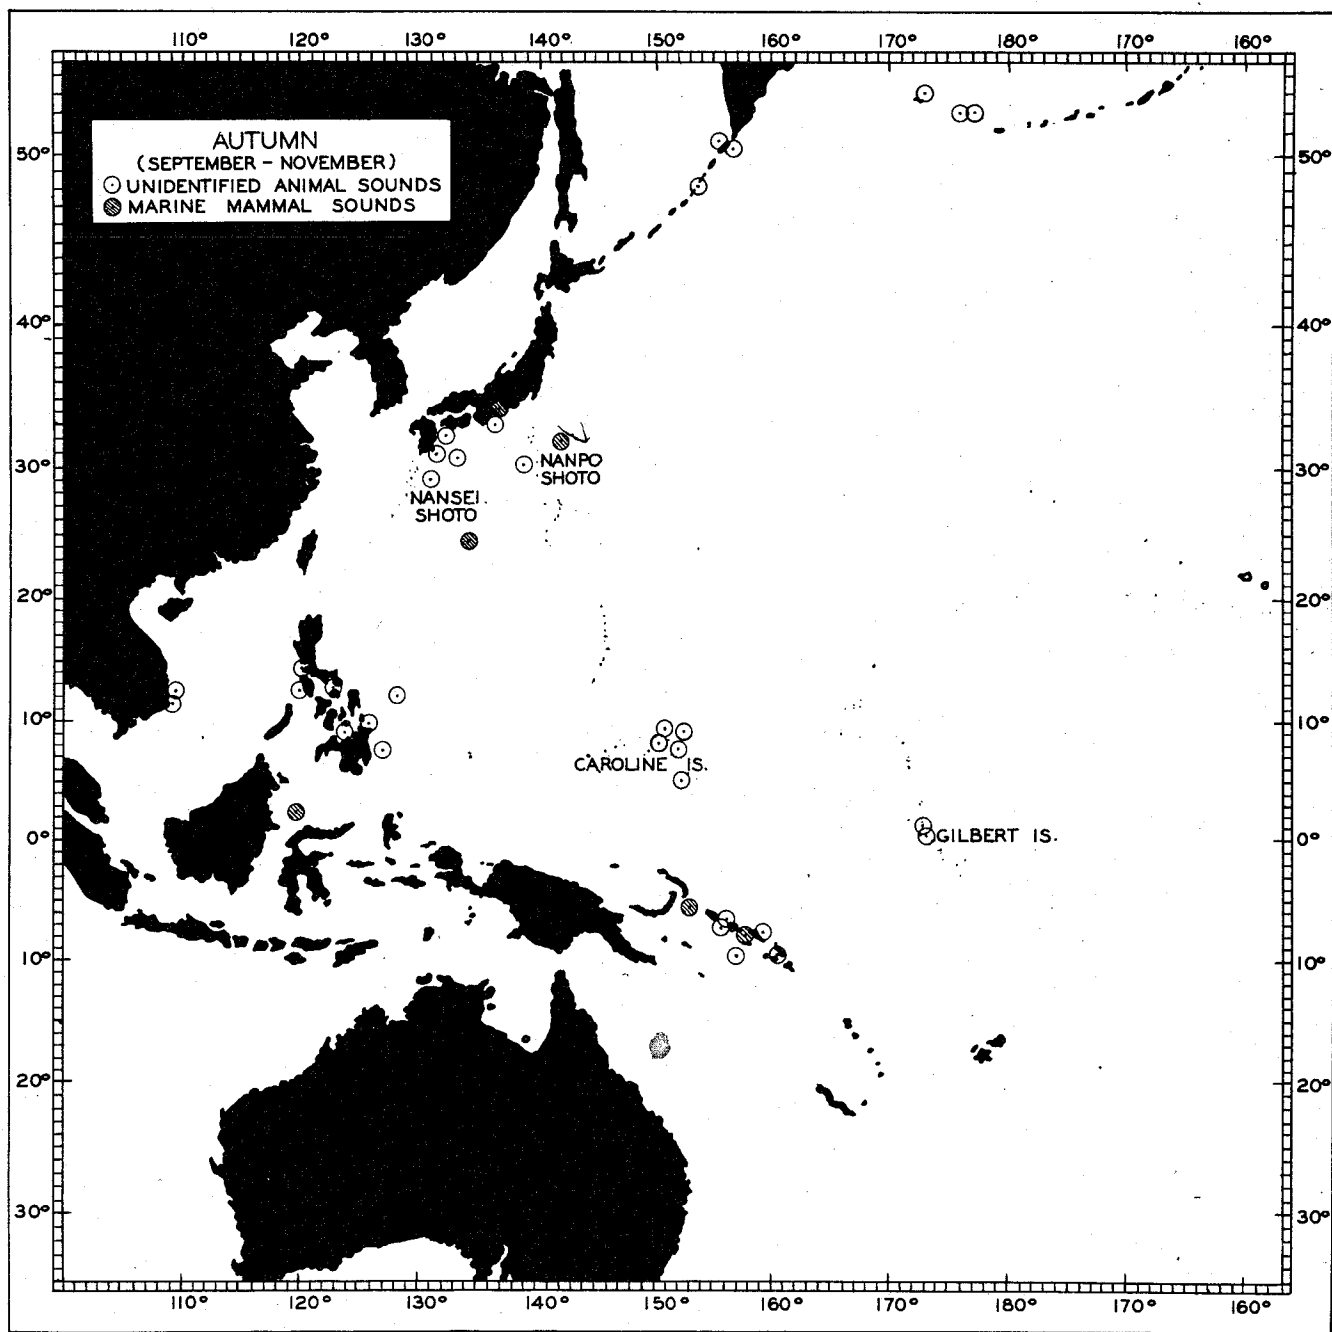 110° 120° 130° 140° 150° 160° 170° 180° 170° 160°
AUTUMN
(SEPTEMBER – NOVEMBER)
UNIDENTIFIED ANIMAL SOUNDS
MARINE MAMMAL SOUNDS
50° 50°
40° 40°
30° 30°
NANPO
SHOTO
NANSEI
SHOTO
20° 20°
10° 10°
CAROLINE IS.
0° 0°
GILBERT IS.
10° 10°
20° 20°
30° 30°
110° 120° 130° 140° 150° 160° 170° 180° 170° 160°